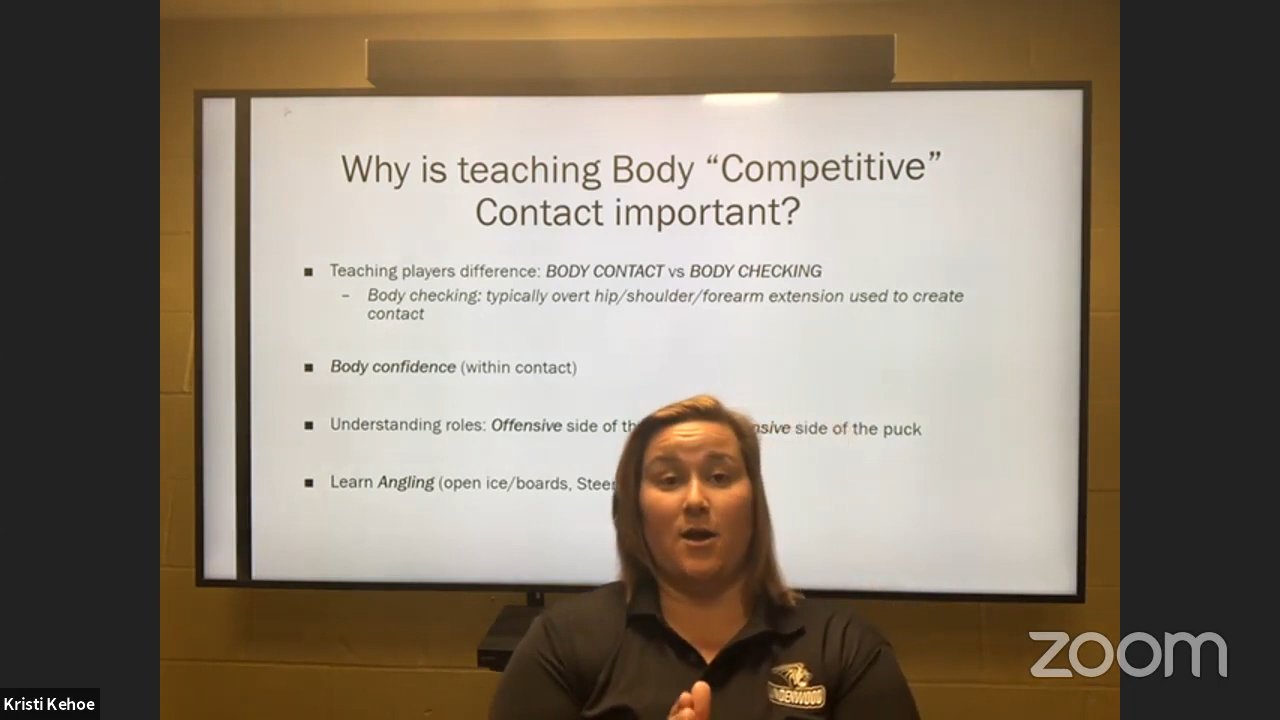 Why is teaching Body “Competitive”
Contact important?
■ Teaching players difference: BODY CONTACT vs BODY CHECKING
– Body checking: typically overt hip/shoulder/forearm extension used to create
contact
■ Body confidence (within contact)
■ Understanding roles: Offensive side of side of the puck
■ Learn Angling (open ice/boards,
zoom
Kristi Kehoe